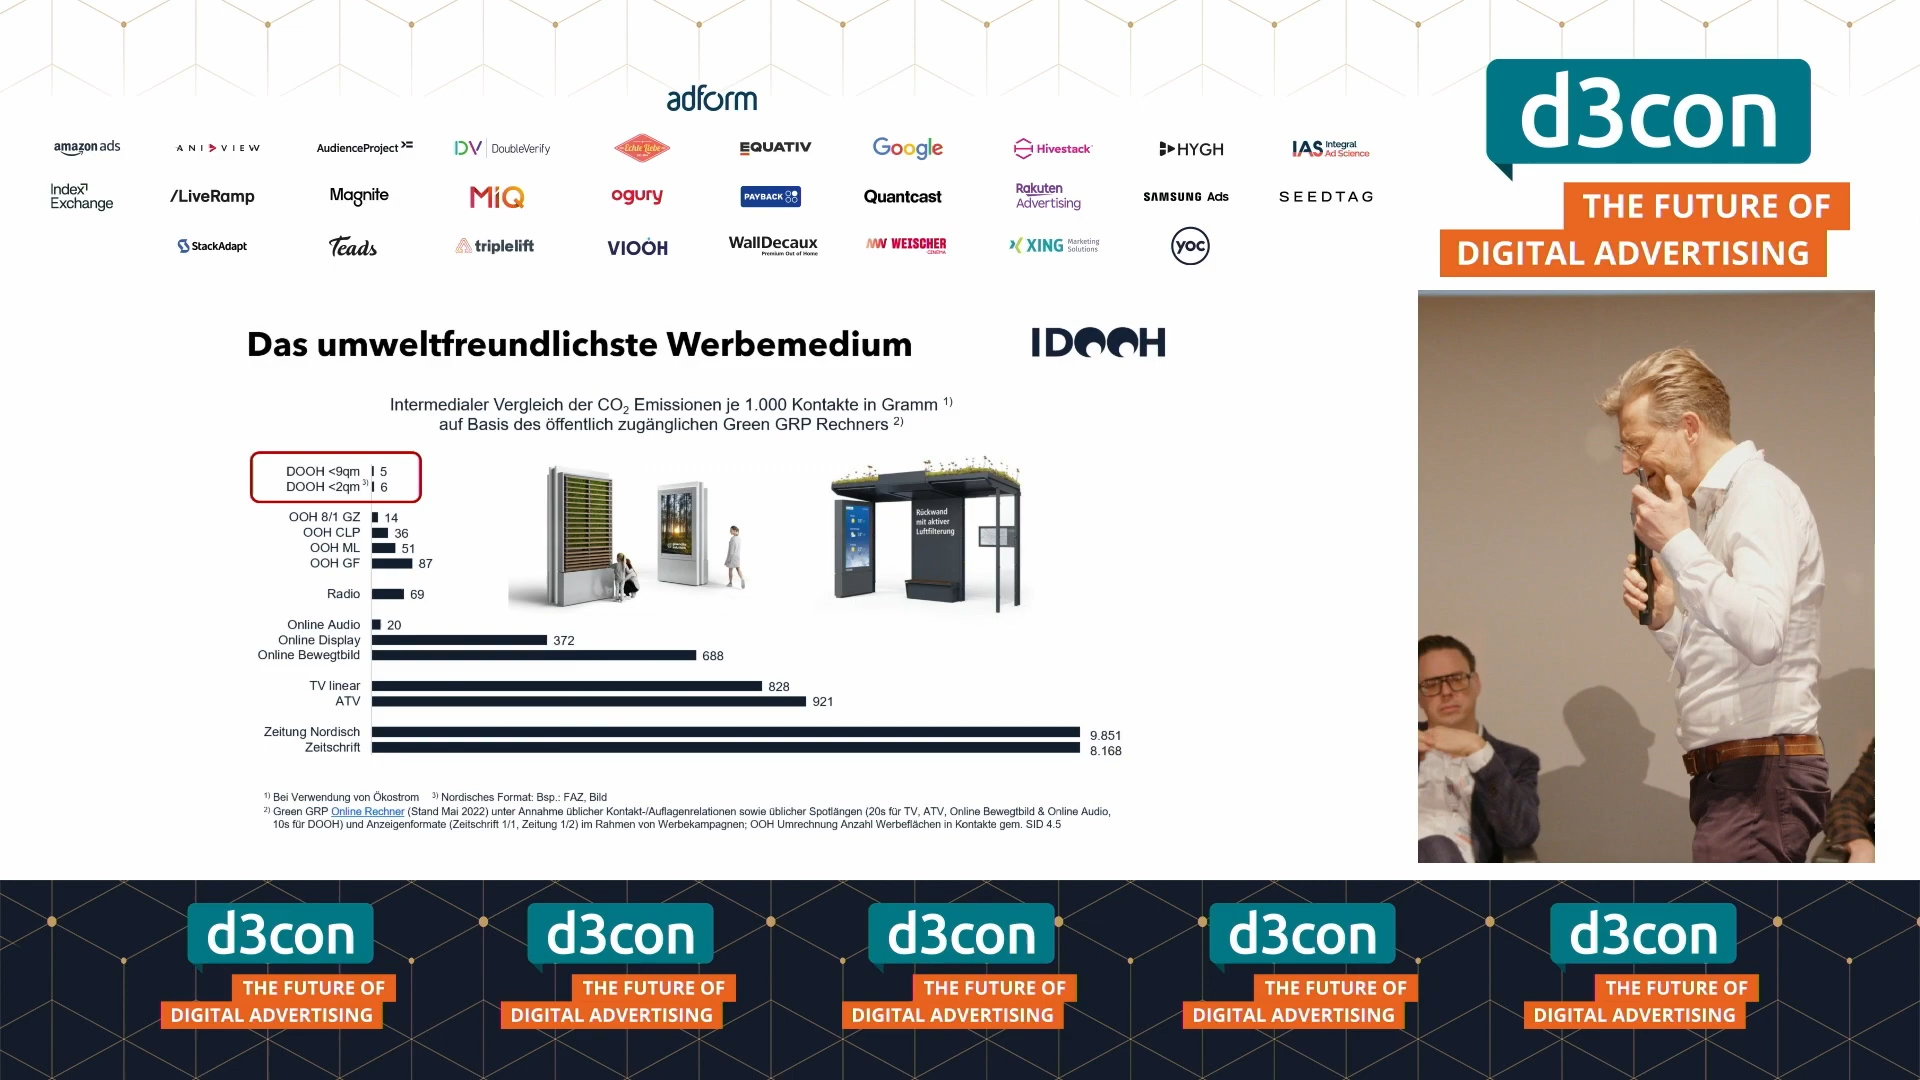 adform
amazon ads
ANIVIEW
AudienceProject
DV DoubleVerify
Echte Liebe
EQUATIV
Google
Hivestack
HYGH
IAS Integral Ad Science
Index Exchange
/LiveRamp
Magnite
MiQ
ogury
PAYBACK
Quantcast
Rakuten Advertising
SAMSUNG Ads
SEEDTAG
StackAdapt
Teads
triplelift
VIOOH
WallDecaux
Premium Out of Home
WEISCHER
CINEMA
XING Marketing Solutions
yoc
d3con
THE FUTURE OF
DIGITAL ADVERTISING
Das umweltfreundlichste Werbemedium
IDOOH
Intermedialer Vergleich der CO₂ Emissionen je 1.000 Kontakte in Gramm ¹⁾
auf Basis des öffentlich zugänglichen Green GRP Rechners ²⁾
DOOH <9qm 5
DOOH <2qm ³⁾ 6
OOH 8/1 GZ 14
OOH CLP 36
OOH ML 51
OOH GF 87
Radio 69
Online Audio 20
Online Display 372
Online Bewegtbild 688
TV linear 828
ATV 921
Zeitung Nordisch 9.851
Zeitschrift 8.168
Rückwand
mit aktiver
Luftfilterung
¹⁾ Bei Verwendung von Ökostrom ³⁾ Nordisches Format: Bsp.: FAZ, Bild
²⁾ Green GRP Online Rechner (Stand Mai 2022) unter Annahme üblicher Kontakt-/Auflagenrelationen sowie üblicher Spotlängen (20s für TV, ATV, Online Bewegtbild & Online Audio,
10s für DOOH) und Anzeigenformate (Zeitschrift 1/1, Zeitung 1/2) im Rahmen von Werbekampagnen; OOH Umrechnung Anzahl Werbeflächen in Kontakte gem. SID 4.5
d3con
THE FUTURE OF
DIGITAL ADVERTISING
d3con
THE FUTURE OF
DIGITAL ADVERTISING
d3con
THE FUTURE OF
DIGITAL ADVERTISING
d3con
THE FUTURE OF
DIGITAL ADVERTISING
d3con
THE FUTURE OF
DIGITAL ADVERTISING